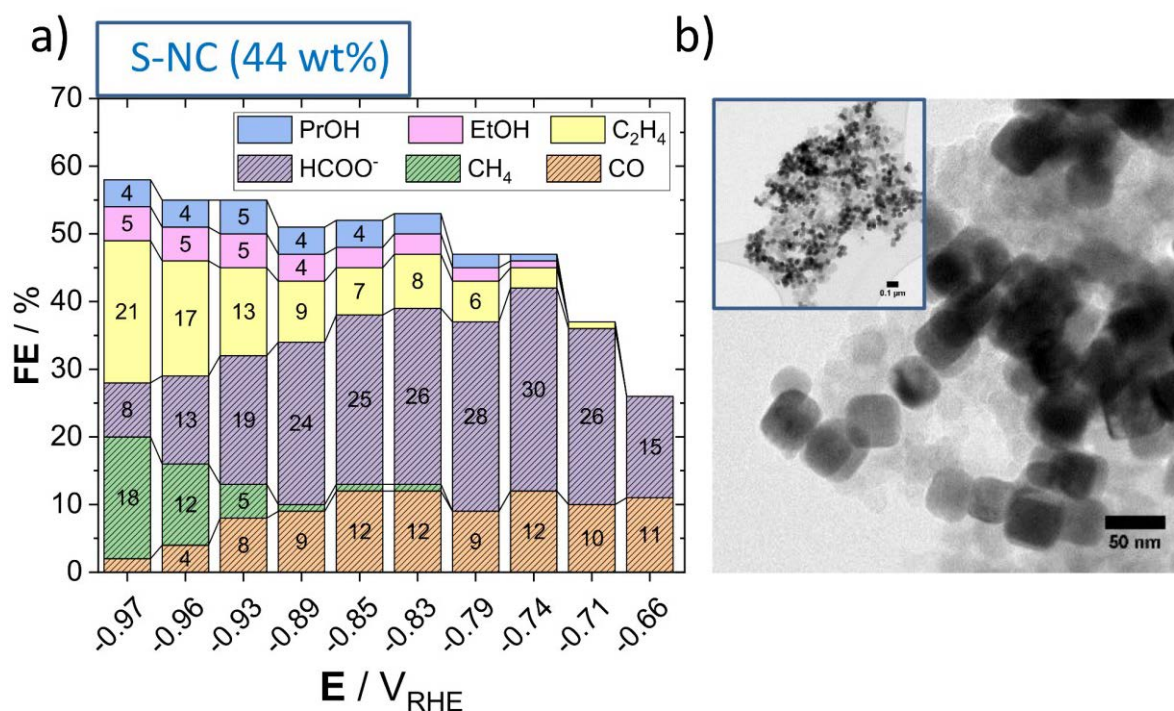 a)
S-NC (44 wt%)
70
60
50
40
30
20
10
0
FE / %
PrOH EtOH C₂H₄
HCOO⁻ CH₄ CO
4 4 5 4 4
5 5 5 4
21 17 13 9 7 8 6
8 13 19 24 25 26 28 30 26 15
18 12 5
4 8 9 12 12 9 12 10 11
-0.97 -0.96 -0.93 -0.89 -0.85 -0.83 -0.79 -0.74 -0.71 -0.66
E / V_RHE
b)
0.1 µm
50 nm